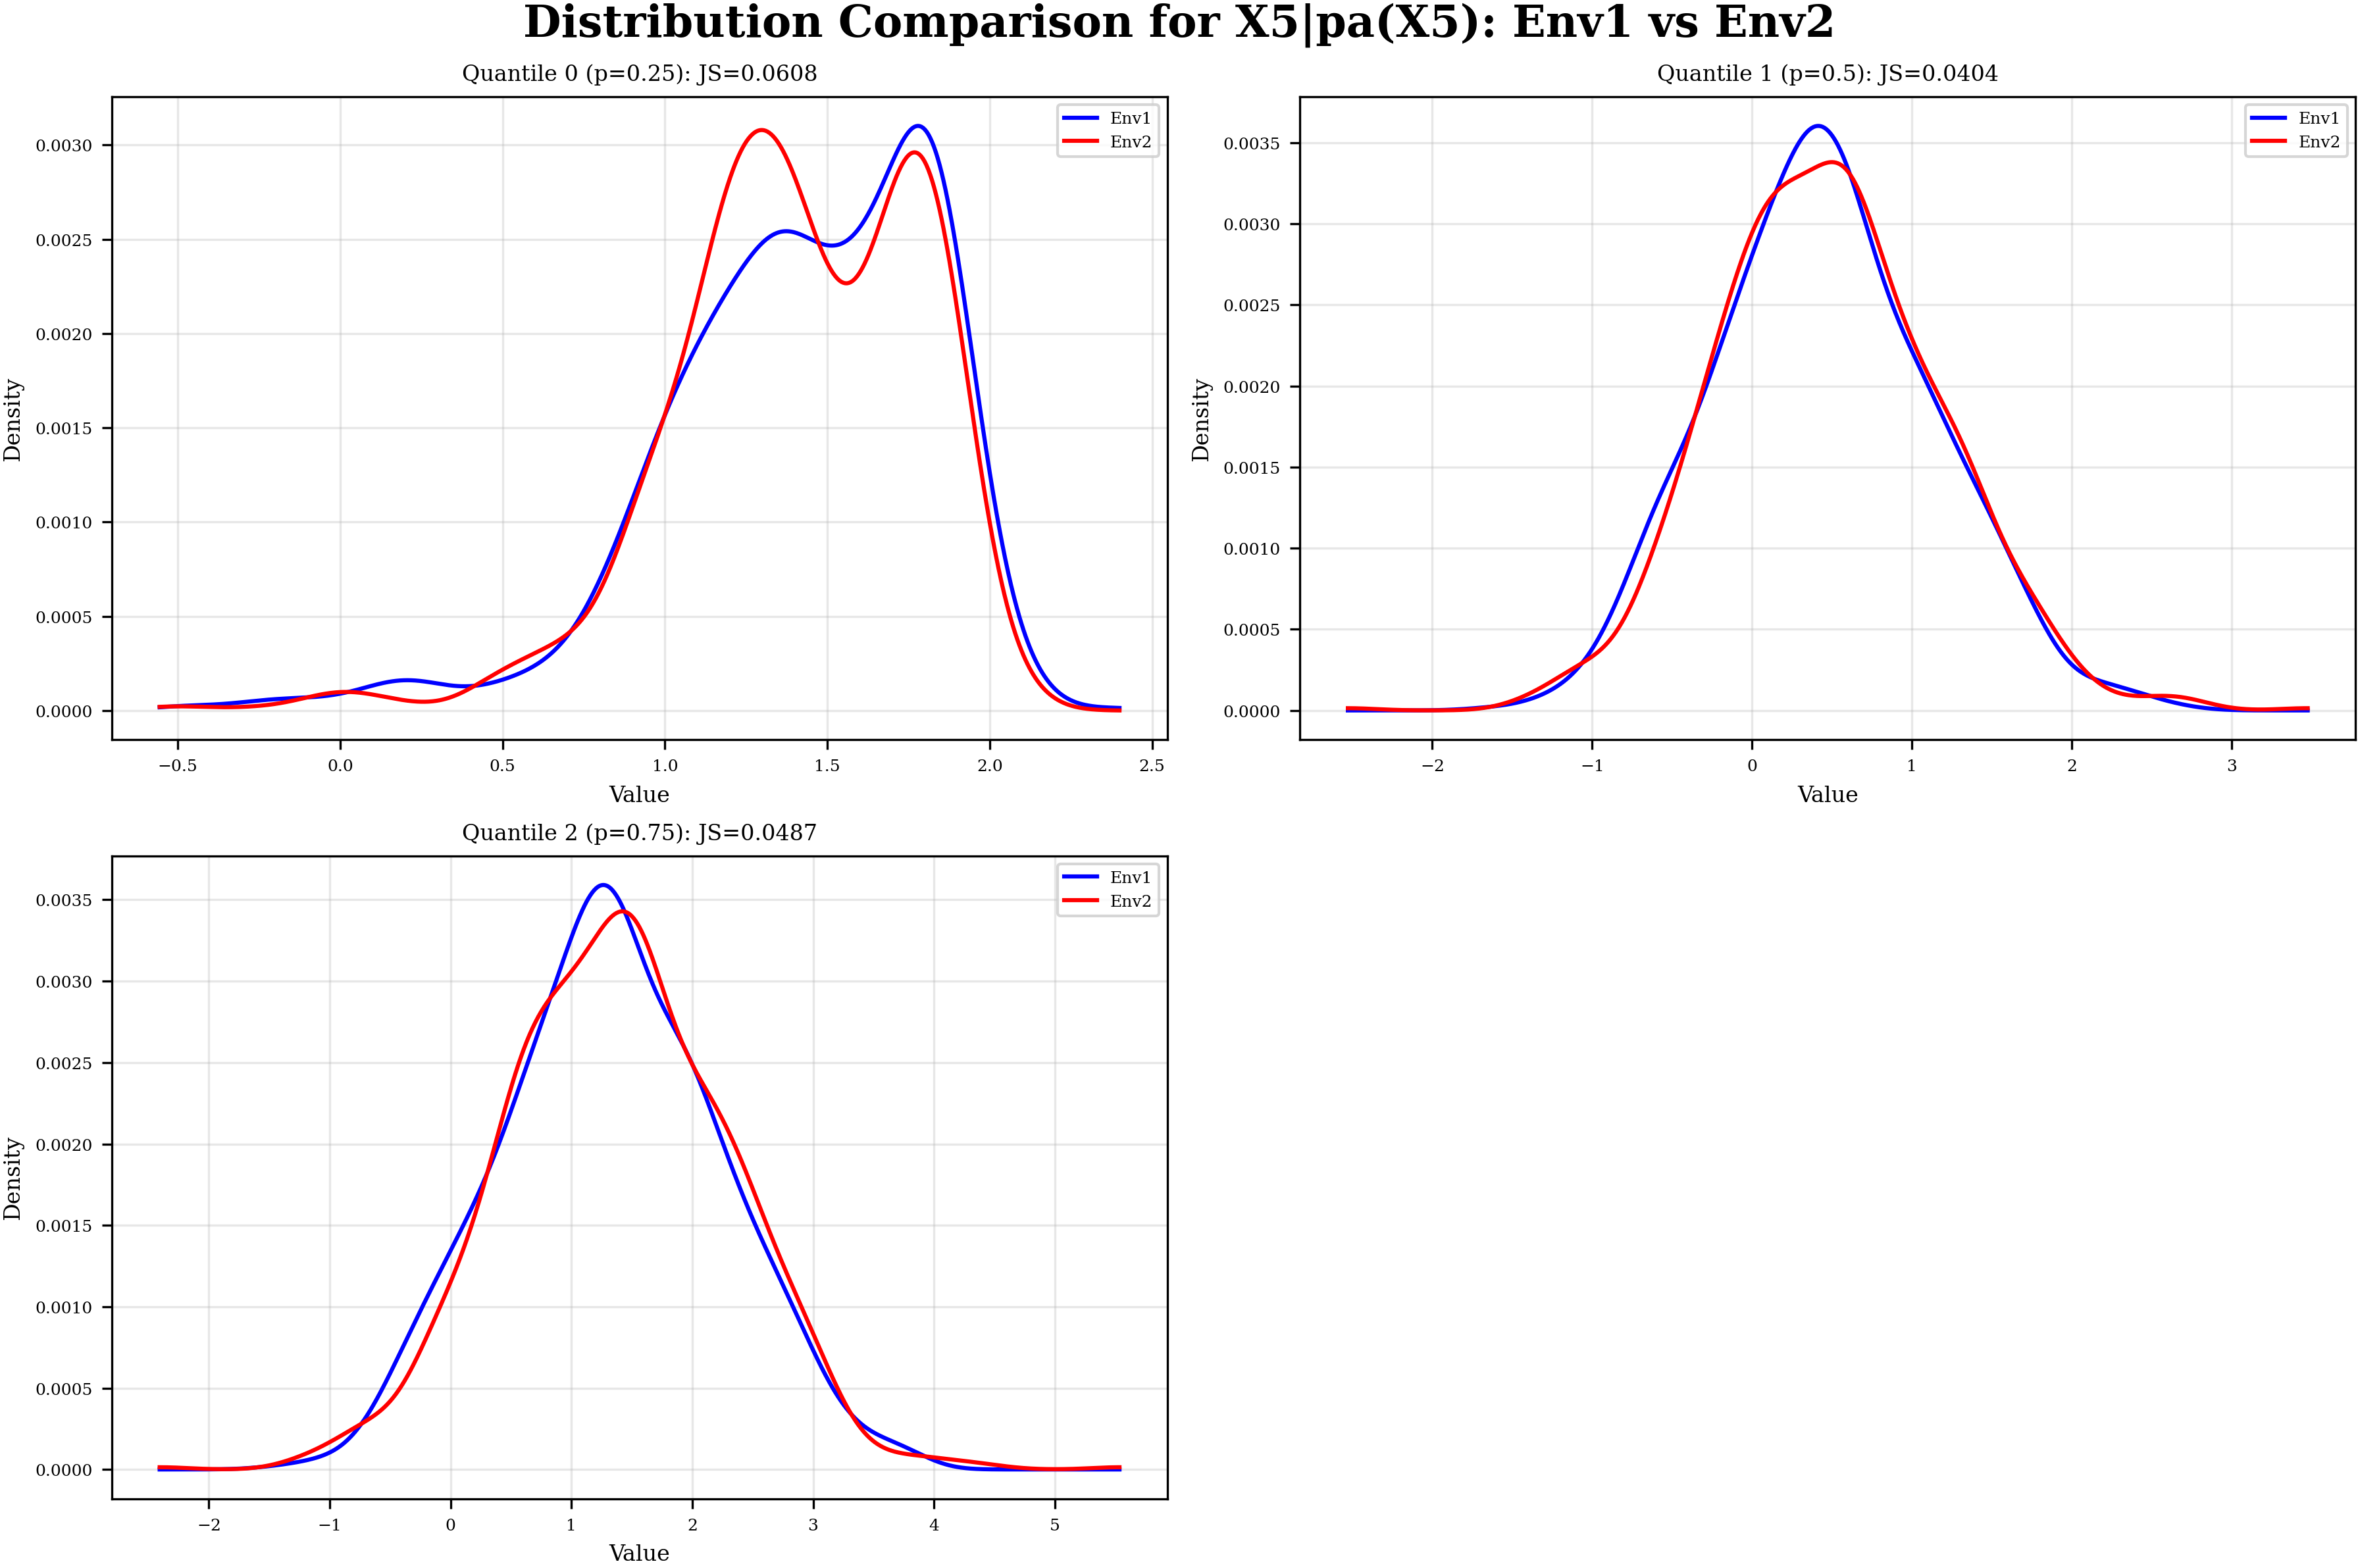 Distribution Comparison for X5|pa(X5): Env1 vs Env2
Quantile 0 (p=0.25): JS=0.0608
Env1
Env2
Density
0.0030
0.0025
0.0020
0.0015
0.0010
0.0005
0.0000
−0.5 0.0 0.5 1.0 1.5 2.0 2.5
Value
Quantile 1 (p=0.5): JS=0.0404
Env1
Env2
Density
0.0035
0.0030
0.0025
0.0020
0.0015
0.0010
0.0005
0.0000
−2 −1 0 1 2 3
Value
Quantile 2 (p=0.75): JS=0.0487
Env1
Env2
Density
0.0035
0.0030
0.0025
0.0020
0.0015
0.0010
0.0005
0.0000
−2 −1 0 1 2 3 4 5
Value